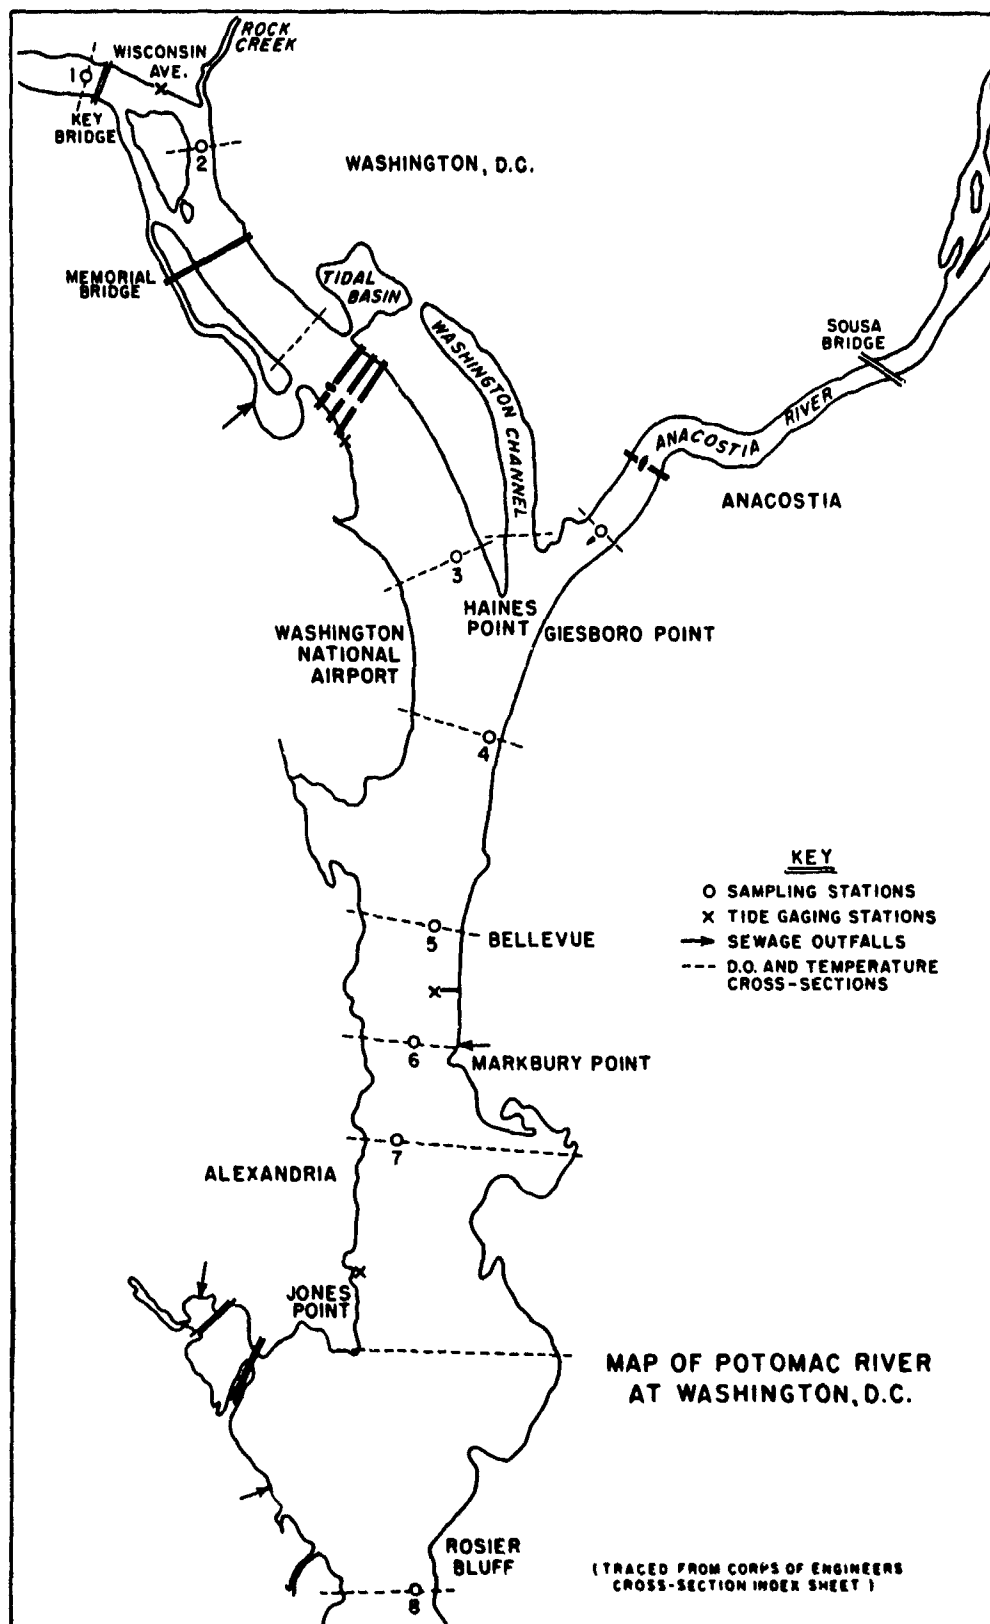 ROCK
CREEK
WISCONSIN
AVE.
1
KEY
BRIDGE
2
WASHINGTON, D.C.
MEMORIAL
BRIDGE
TIDAL
BASIN
WASHINGTON CHANNEL
SOUSA
BRIDGE
ANACOSTIA RIVER
ANACOSTIA
3
HAINES
POINT
GIESBORO POINT
WASHINGTON
NATIONAL
AIRPORT
4
KEY
O SAMPLING STATIONS
X TIDE GAGING STATIONS
SEWAGE OUTFALLS
--- D.O. AND TEMPERATURE
CROSS-SECTIONS
5
BELLEVUE
6
MARKBURY POINT
7
ALEXANDRIA
JONES
POINT
MAP OF POTOMAC RIVER
AT WASHINGTON, D.C.
ROSIER
BLUFF
8
(TRACED FROM CORPS OF ENGINEERS
CROSS-SECTION INDEX SHEET)